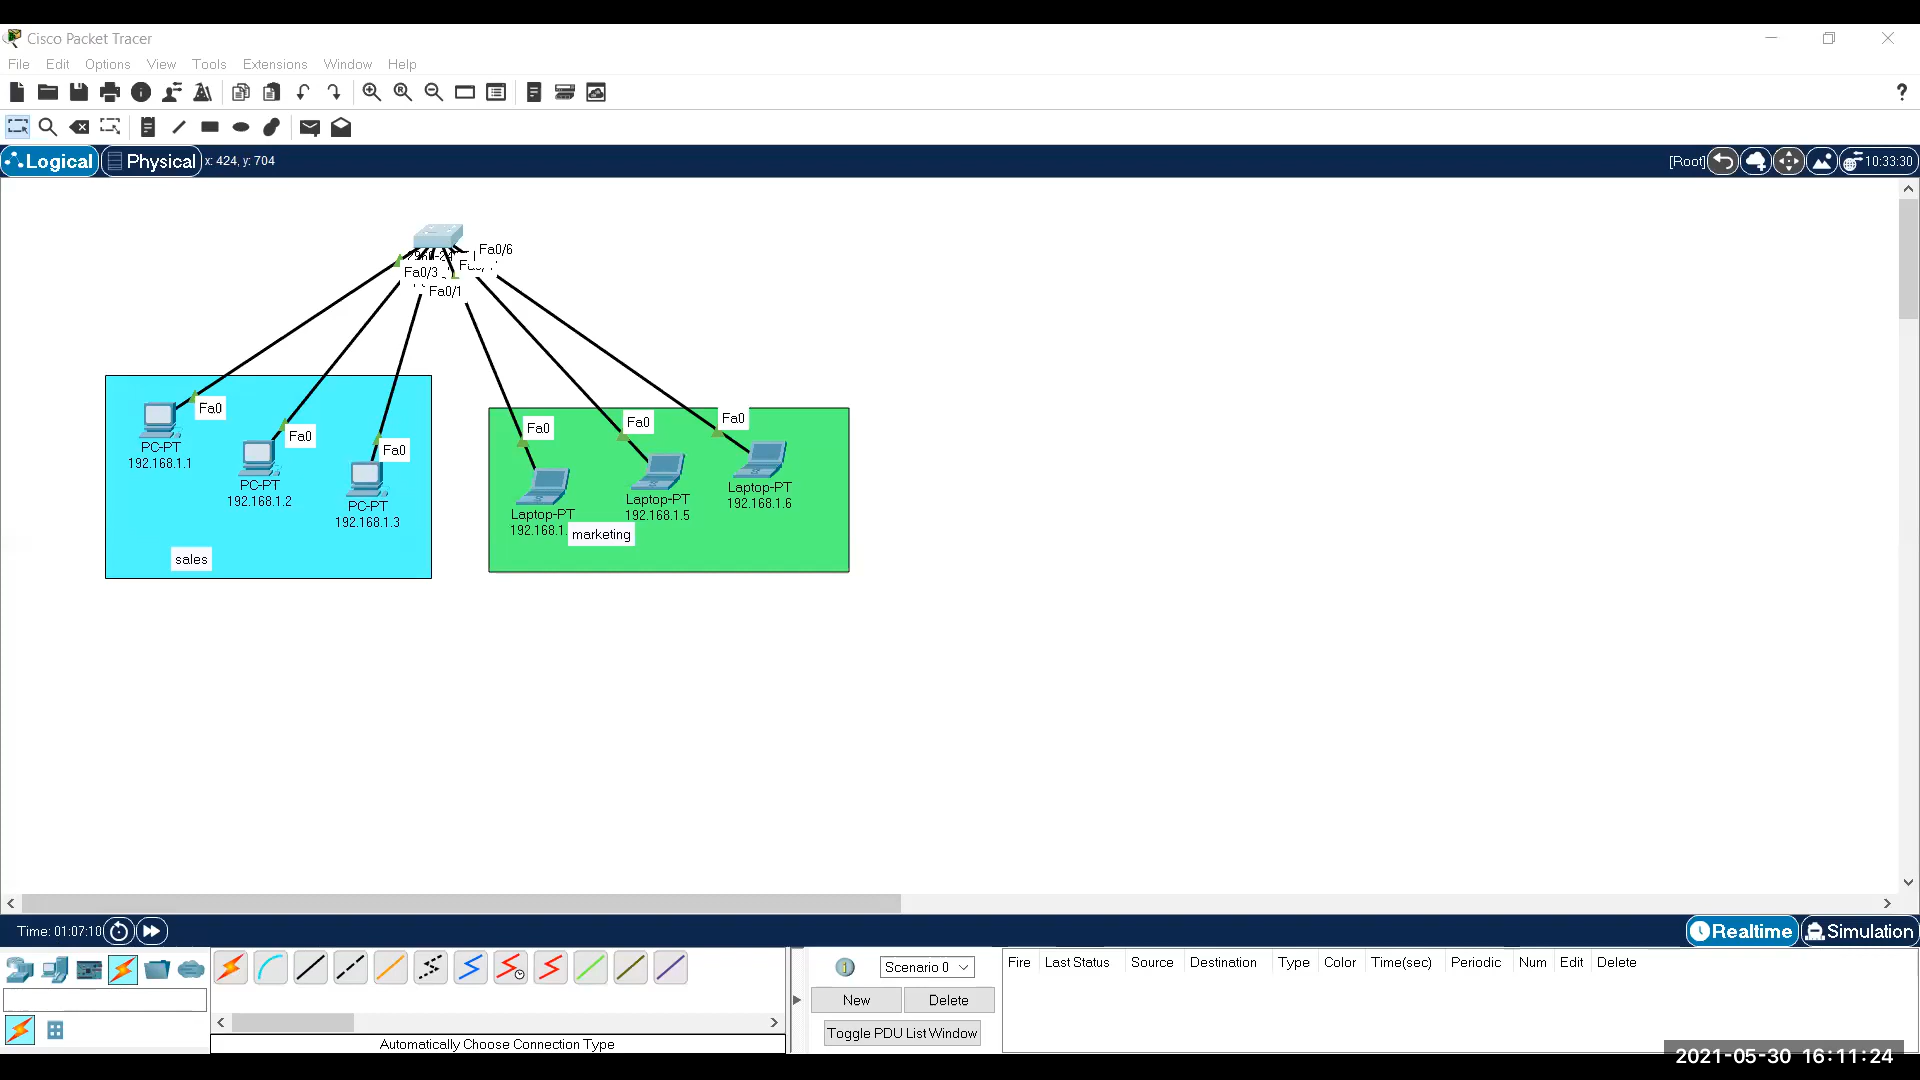 Cisco Packet Tracer
File Edit Options View Tools Extensions Window Help
?
Logical Physical x: 424, y: 704 [Root] 10:33:30
Fa0/6
Fa0/3
Fa0/1
Fa0
PC-PT
192.168.1.1
Fa0
PC-PT
192.168.1.2
Fa0
PC-PT
192.168.1.3
sales
Fa0
Laptop-PT
192.168.1.
Fa0
Laptop-PT
192.168.1.5
Fa0
Laptop-PT
192.168.1.6
marketing
Time: 01:07:10 Realtime Simulation
Scenario 0
New Delete
Toggle PDU List Window
Fire Last Status Source Destination Type Color Time(sec) Periodic Num Edit Delete
Automatically Choose Connection Type
2021-05-30 16:11:24